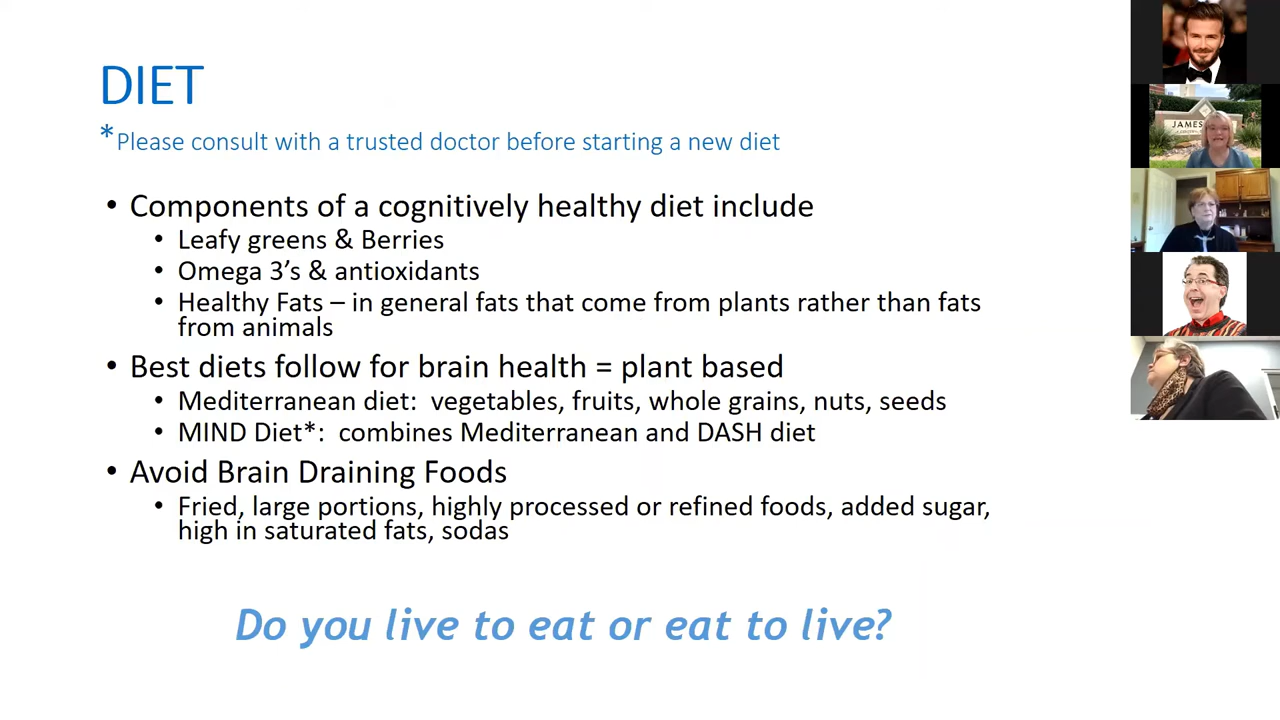 DIET
*Please consult with a trusted doctor before starting a new diet
• Components of a cognitively healthy diet include
• Leafy greens & Berries
• Omega 3's & antioxidants
• Healthy Fats – in general fats that come from plants rather than fats
from animals
• Best diets follow for brain health = plant based
• Mediterranean diet: vegetables, fruits, whole grains, nuts, seeds
• MIND Diet*: combines Mediterranean and DASH diet
• Avoid Brain Draining Foods
• Fried, large portions, highly processed or refined foods, added sugar,
high in saturated fats, sodas
Do you live to eat or eat to live?
JAMES